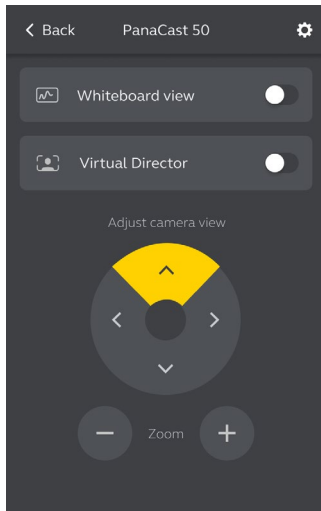 Back PanaCast 50
Whiteboard view
Virtual Director
Adjust camera view
Zoom